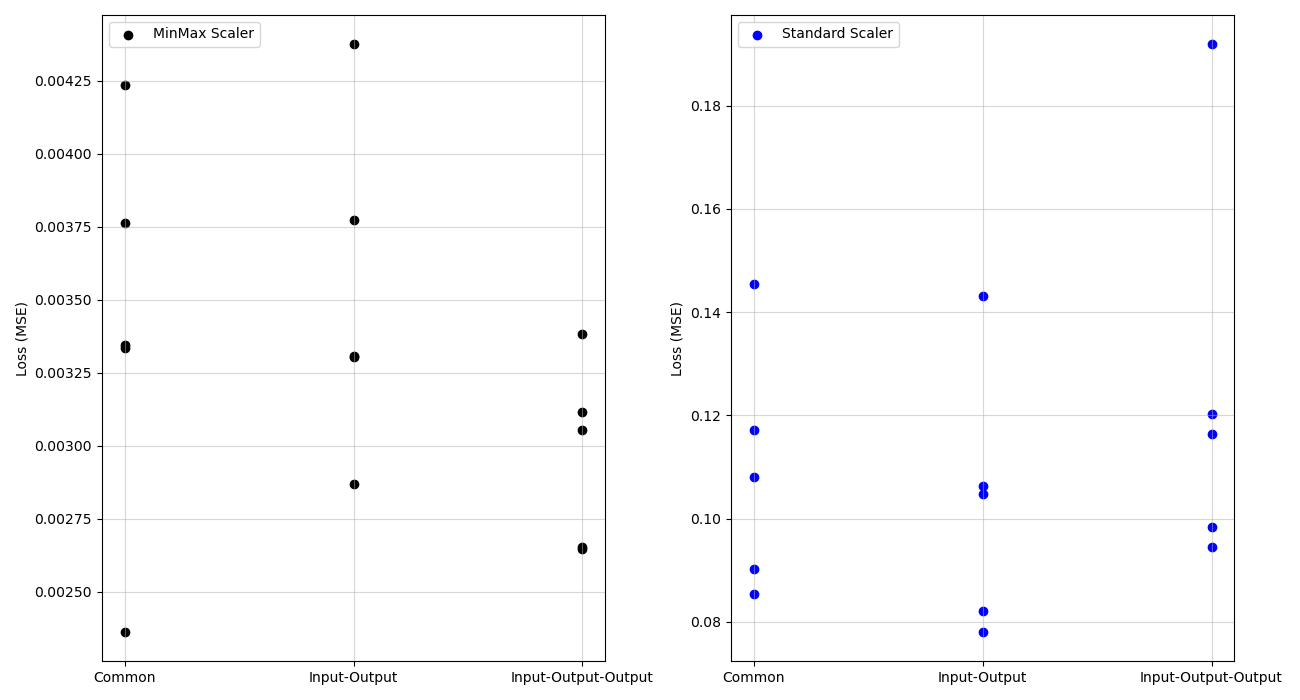 MinMax Scaler
0.00425
0.00400
0.00375
0.00350
0.00325
0.00300
0.00275
0.00250
Loss (MSE)
Common
Input-Output
Input-Output-Output
Standard Scaler
0.18
0.16
0.14
0.12
0.10
0.08
Loss (MSE)
Common
Input-Output
Input-Output-Output